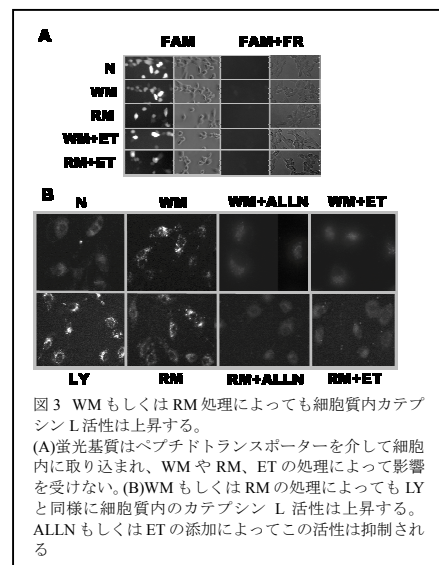 A
FAM FAM+FR
N
WM
RM
WM+ET
RM+ET
B
N WM WM+ALLN WM+ET
LY RM RM+ALLN RM+ET
図 3 WM もしくは RM 処理によっても細胞質内カテプ
シン L 活性は上昇する。
(A)蛍光基質はペプチドトランスポーターを介して細胞
内に取り込まれ、WM や RM、ET の処理によって影響
を受けない。(B)WM もしくは RM の処理によっても LY
と同様に細胞質内のカテプシン L 活性は上昇する。
ALLN もしくは ET の添加によってこの活性は抑制され
る